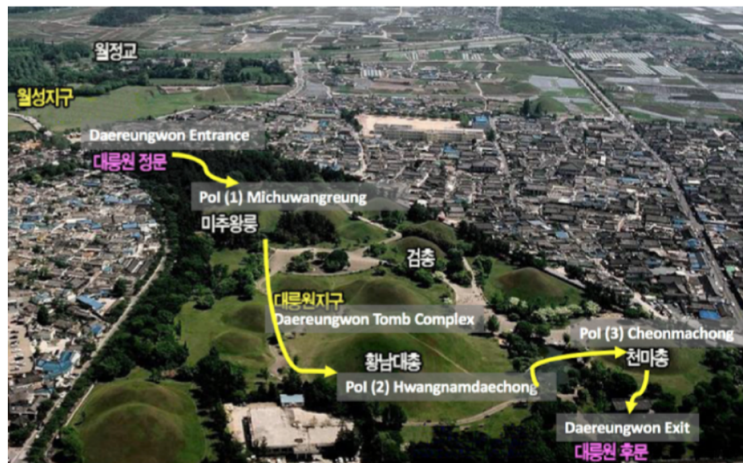 월정교
월성지구
Daereungwon Entrance
대릉원 정문
PoI (1) Michuwangreung
미추왕릉
검총
대릉원지구
Daereungwon Tomb Complex
황남대총
PoI (2) Hwangnamdaechong
PoI (3) Cheonmachong
천마총
Daereungwon Exit
대릉원 후문